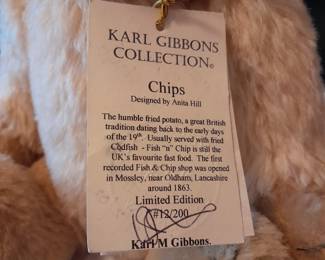 KARL GIBBONS
COLLECTION©
Chips
Designed by Anita Hill
The humble fried potato, a great British
tradition dating back to the early days
of the 19th. Usually served with fried
Codfish - Fish "n" Chip is still the
UK's favourite fast food. The first
recorded Fish & Chip shop was opened
in Mossley, near Oldham, Lancashire
around 1863.
Limited Edition
#12/200
Karl M Gibbons.